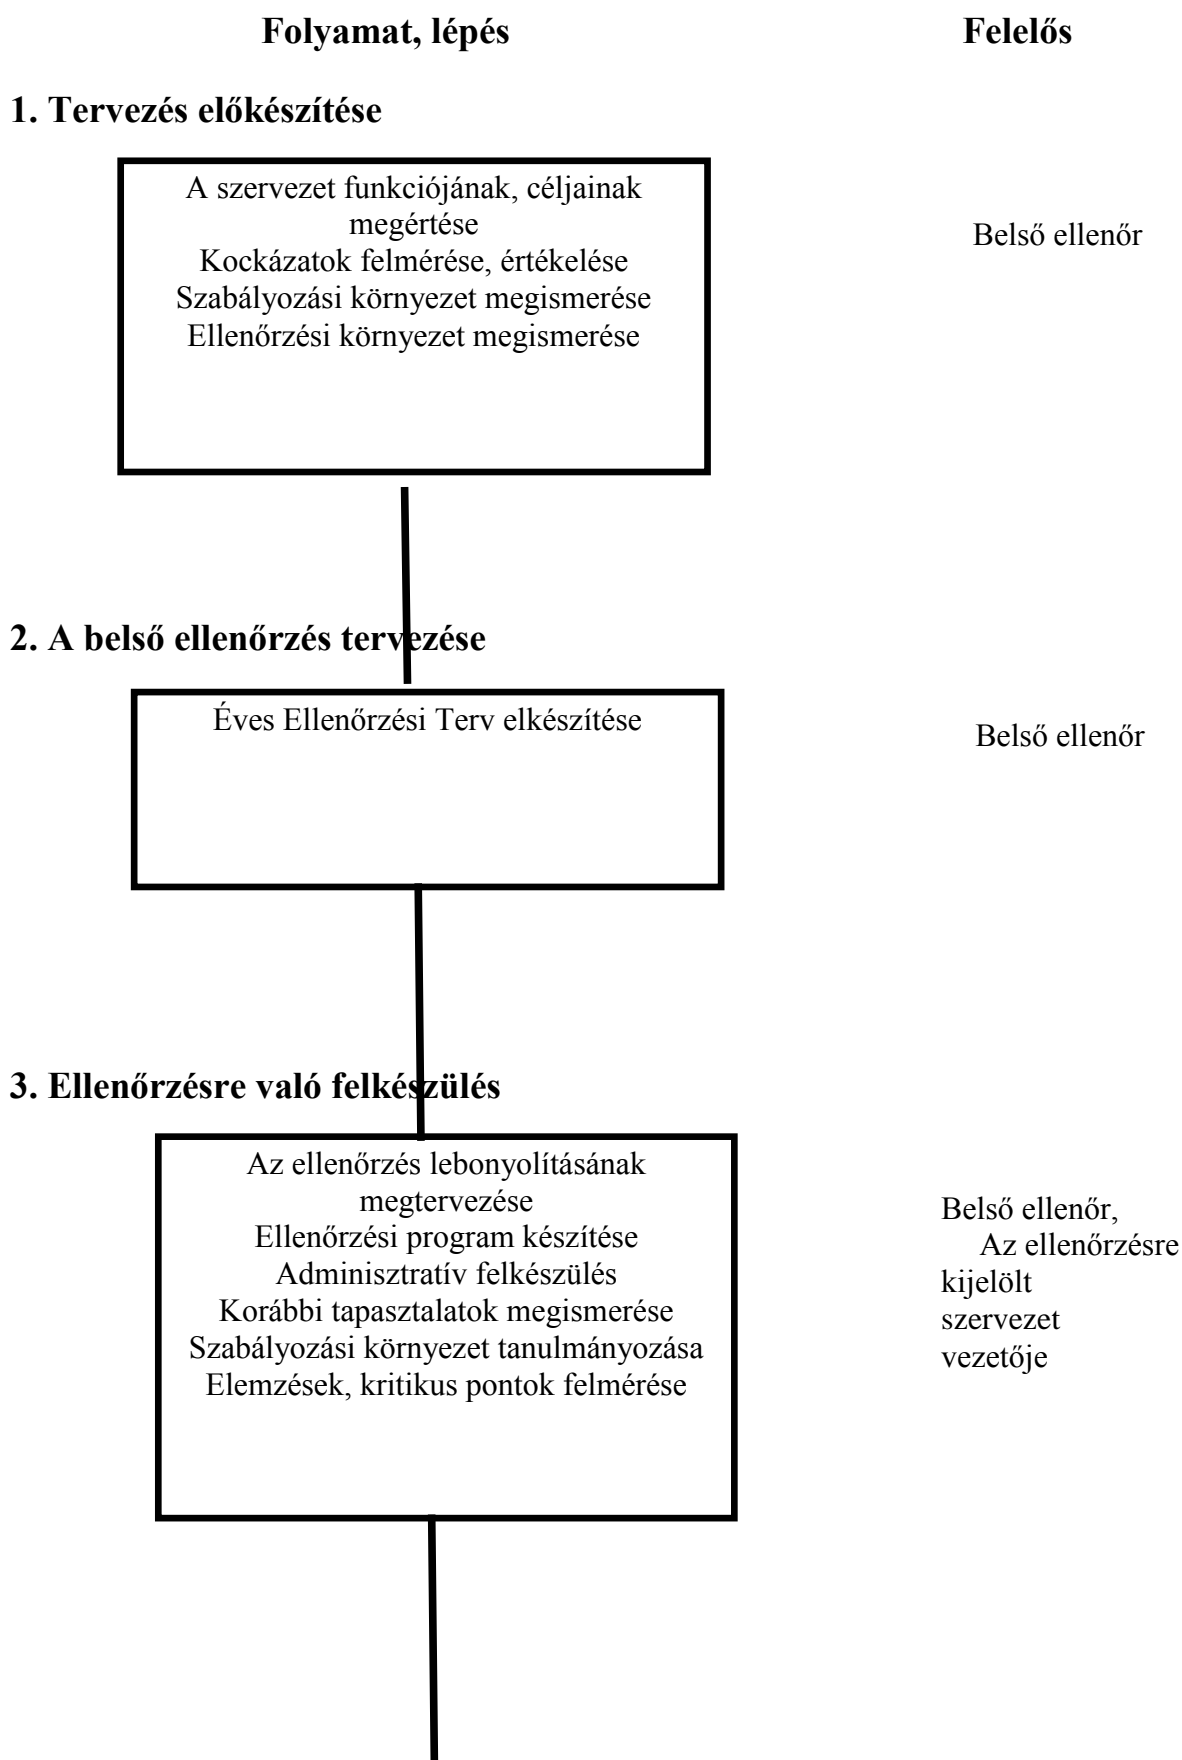 Folyamat, lépés Felelős
1. Tervezés előkészítése
A szervezet funkciójának, céljainak
megértése
Kockázatok felmérése, értékelése
Szabályozási környezet megismerése
Ellenőrzési környezet megismerése
Belső ellenőr
2. A belső ellenőrzés tervezése
Éves Ellenőrzési Terv elkészítése
Belső ellenőr
3. Ellenőrzésre való felkészülés
Az ellenőrzés lebonyolításának
megtervezése
Ellenőrzési program készítése
Adminisztratív felkészülés
Korábbi tapasztalatok megismerése
Szabályozási környezet tanulmányozása
Elemzések, kritikus pontok felmérése
Belső ellenőr,
Az ellenőrzésre
kijelölt
szervezet
vezetője